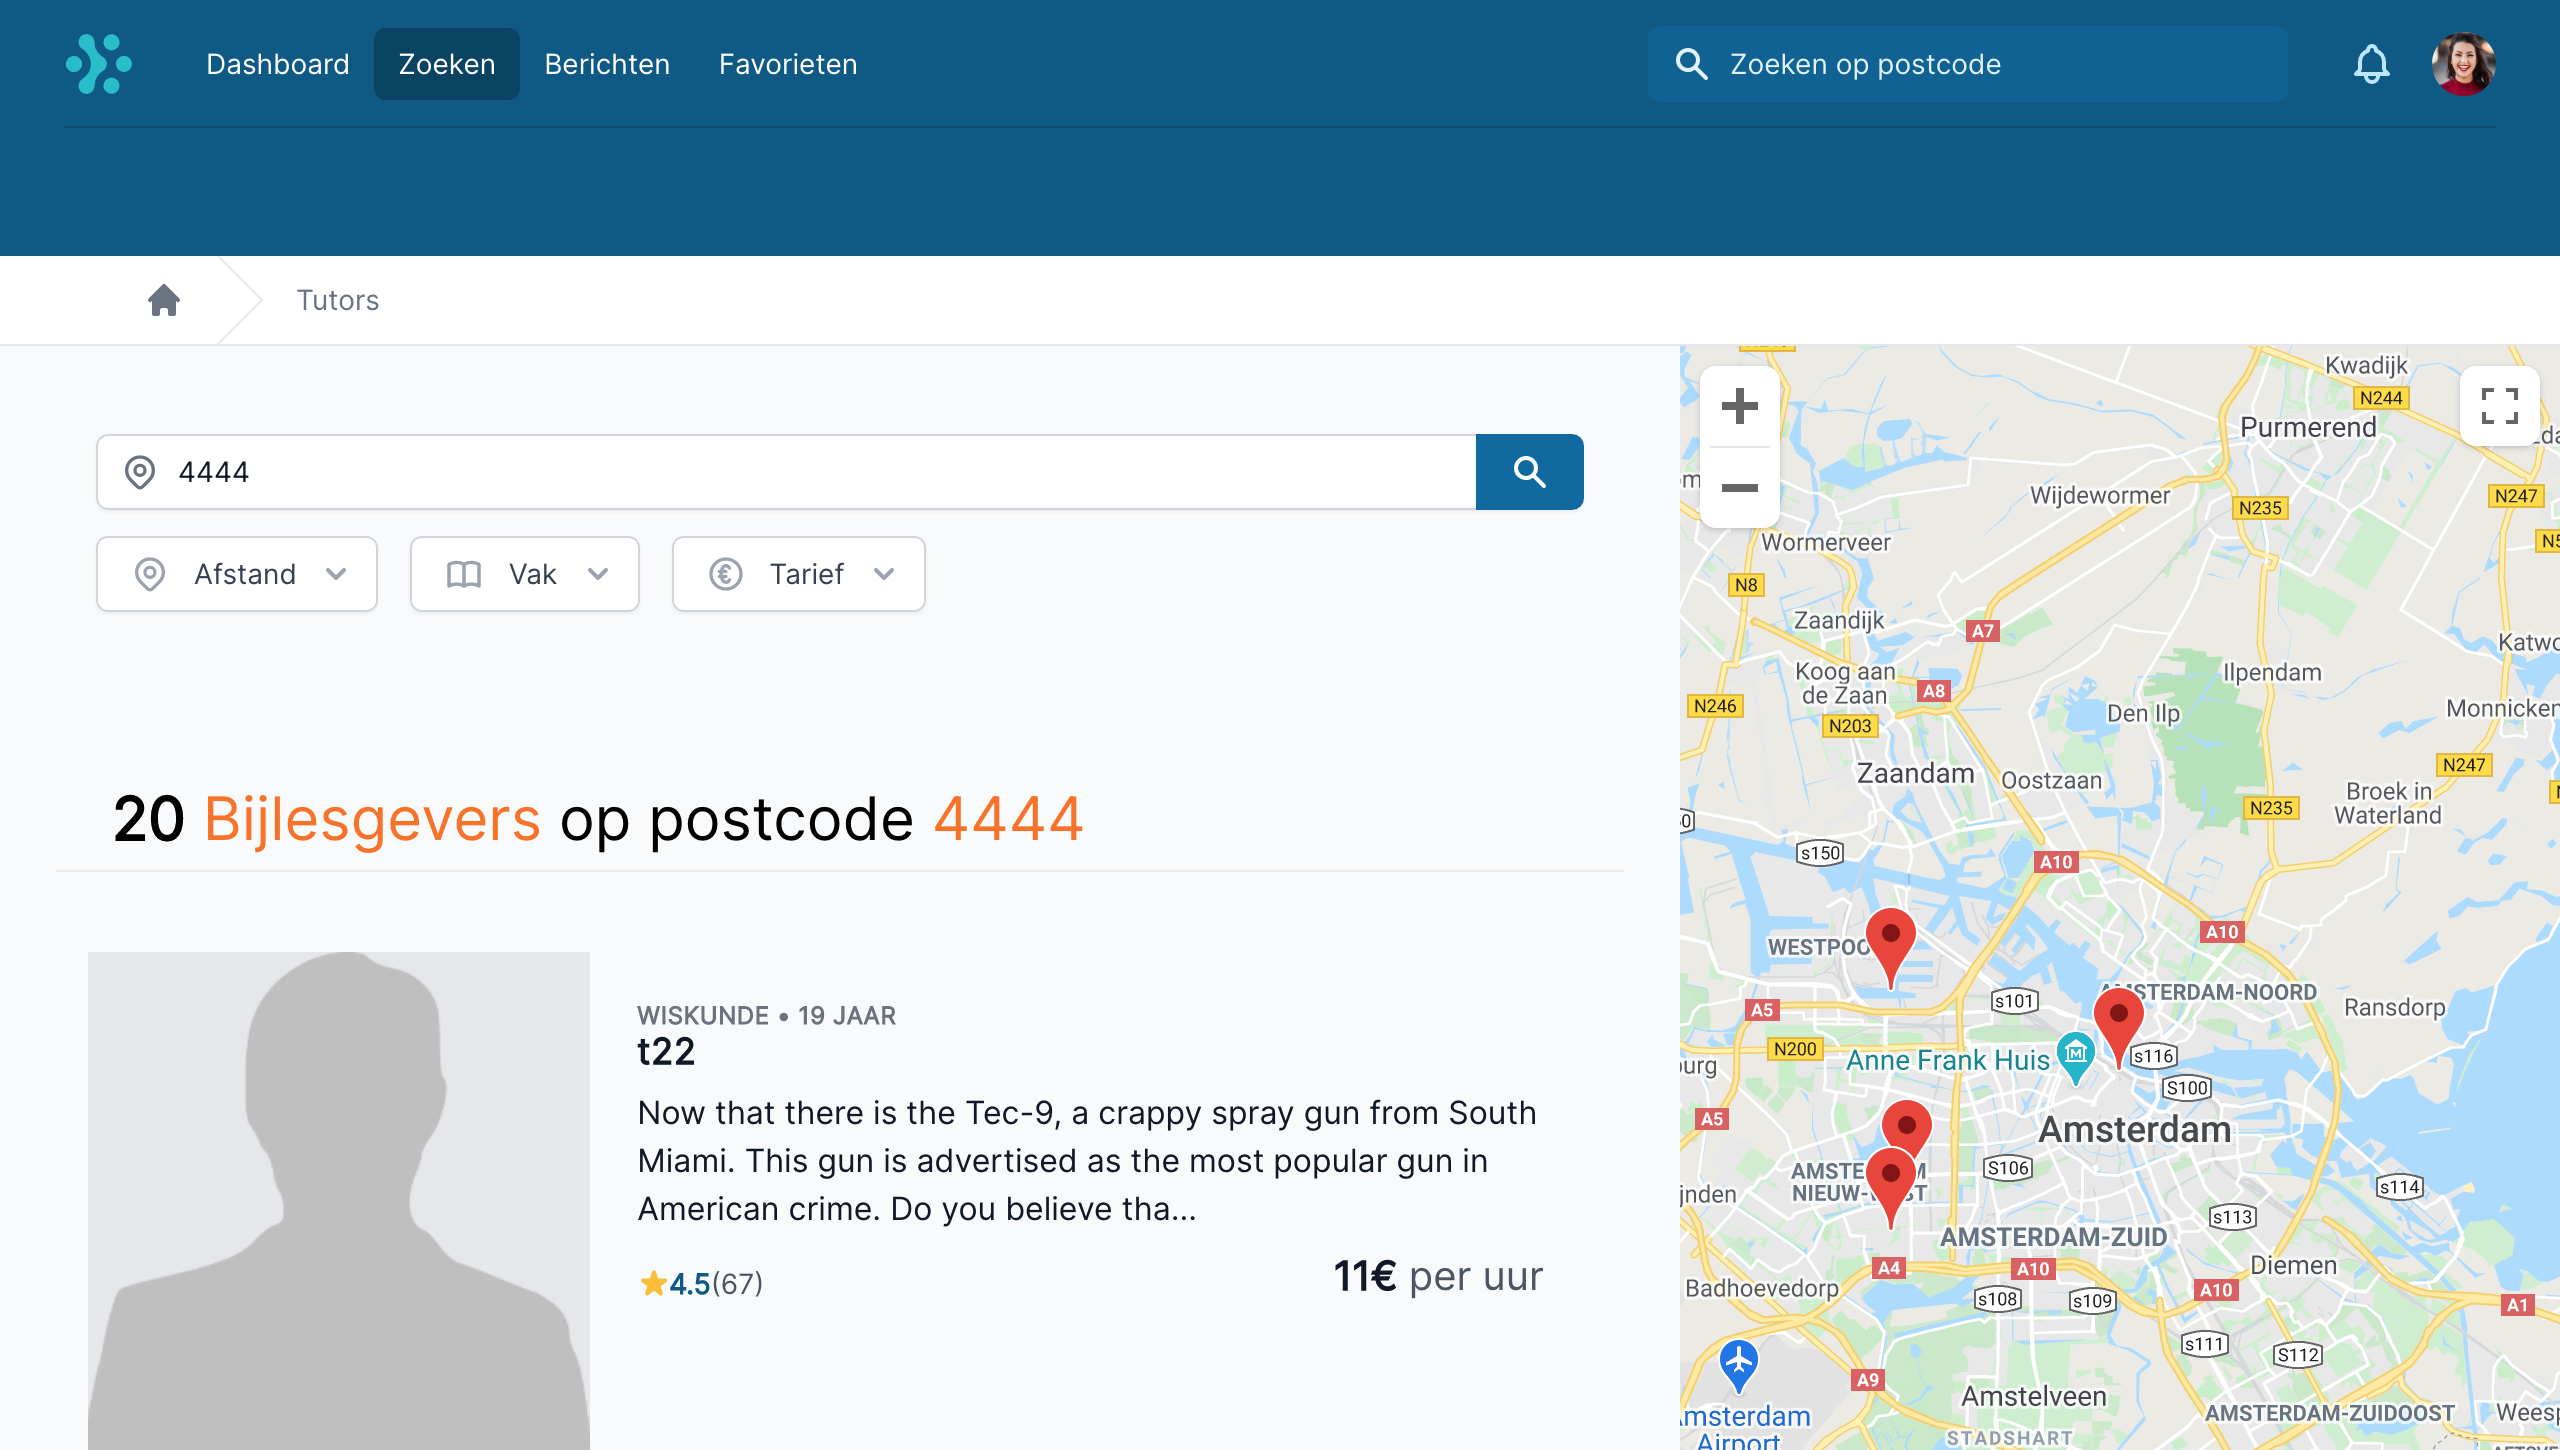 Dashboard
Zoeken
Berichten
Favorieten
Zoeken op postcode
Tutors
4444
Afstand
Vak
Tarief
20 Bijlesgevers op postcode 4444
WISKUNDE • 19 JAAR
t22
Now that there is the Tec-9, a crappy spray gun from South
Miami. This gun is advertised as the most popular gun in
American crime. Do you believe tha...
4.5(67)
11€ per uur
Kwadijk
N244
Purmerend
Wijdewormer
N247
N235
Wormerveer
N8
Zaandijk
A7
Koog aan
de Zaan
A8
Ilpendam
N246
N203
Den Ilp
Zaandam
Oostzaan
N247
Broek in
Waterland
N235
s150
A10
A10
AMSTERDAM-NOORD
s101
Ransdorp
A5
N200
Anne Frank Huis
s116
S100
A5
Amsterdam
S106
NIEUW-WEST
s114
s113
AMSTERDAM-ZUID
Diemen
A4
A10
A10
Badhoevedorp
s108
s109
A1
s111
S112
A9
Amstelveen
Amsterdam
Airport
AMSTERDAM-ZUIDOOST
STADSHART